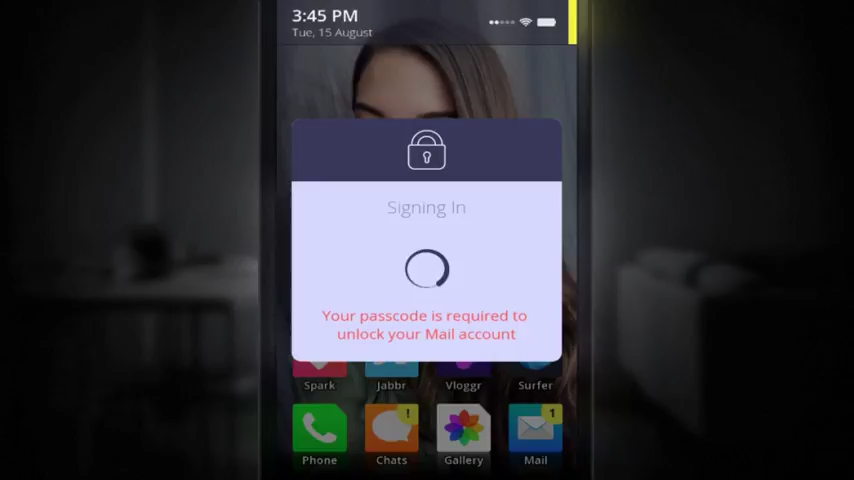 3:45 PM
Tue, 15 August
Signing In
Your passcode is required to
unlock your Mail account
Spark
Jabbr
Vloggr
Surfer
!
1
Phone
Chats
Gallery
Mail